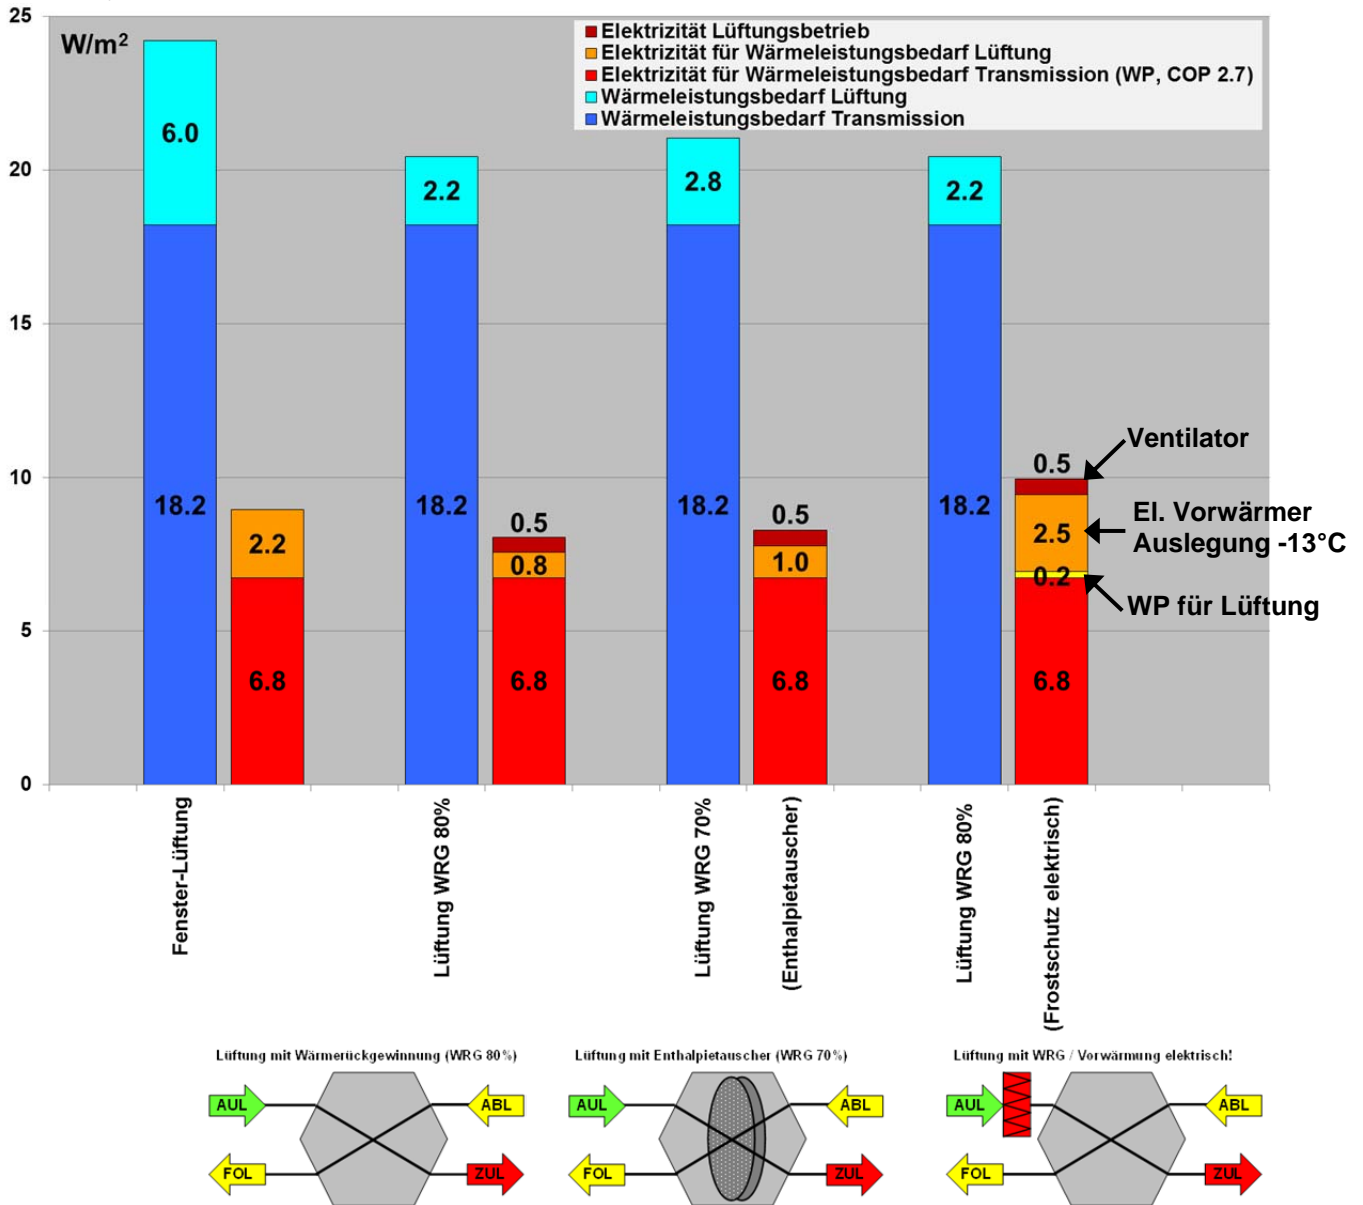 25
W/m²
Elektrizität Lüftungsbetrieb
Elektrizität für Wärmeleistungsbedarf Lüftung
Elektrizität für Wärmeleistungsbedarf Transmission (WP, COP 2.7)
Wärmeleistungsbedarf Lüftung
Wärmeleistungsbedarf Transmission
6.0
20
2.2
2.8
2.2
15
Ventilator
10
0.5
18.2
18.2
18.2
18.2
0.5
0.5
El. Vorwärmer
Auslegung -13°C
2.2
0.8
1.0
2.5
0.2
WP für Lüftung
5
6.8
6.8
6.8
6.8
0
Fenster-Lüftung
Lüftung WRG 80%
Lüftung WRG 70%
(Enthalpietauscher)
Lüftung WRG 80%
(Frostschutz elektrisch)
Lüftung mit Wärmerückgewinnung (WRG 80%)
AUL
ABL
FOL
ZUL
Lüftung mit Enthalpietauscher (WRG 70%)
AUL
ABL
FOL
ZUL
Lüftung mit WRG / Vorwärmung elektrisch!
AUL
ABL
FOL
ZUL